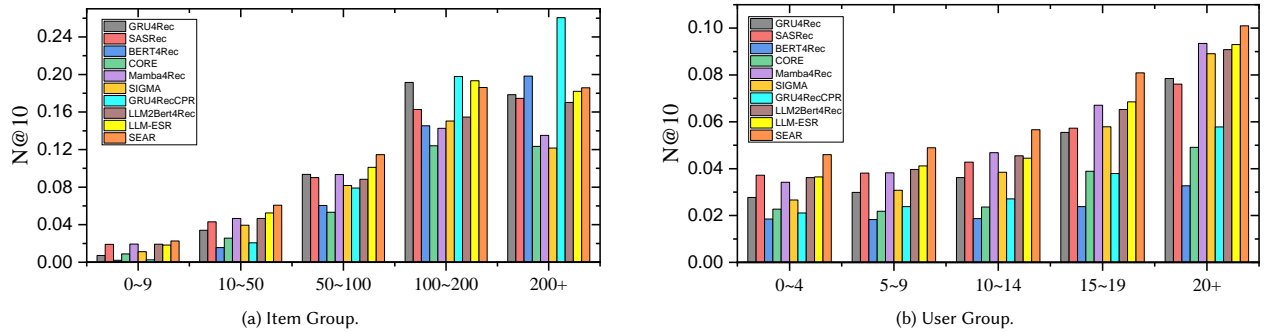 N@10
0.24
0.20
0.16
0.12
0.08
0.04
0.00
GRU4Rec
SASRec
BERT4Rec
CORE
Mamba4Rec
SIGMA
GRU4RecCPR
LLM2Bert4Rec
LLM-ESR
SEAR
0~9 10~50 50~100 100~200 200+
(a) Item Group.
N@10
0.10
0.08
0.06
0.04
0.02
0.00
GRU4Rec
SASRec
BERT4Rec
CORE
Mamba4Rec
SIGMA
GRU4RecCPR
LLM2Bert4Rec
LLM-ESR
SEAR
0~4 5~9 10~14 15~19 20+
(b) User Group.